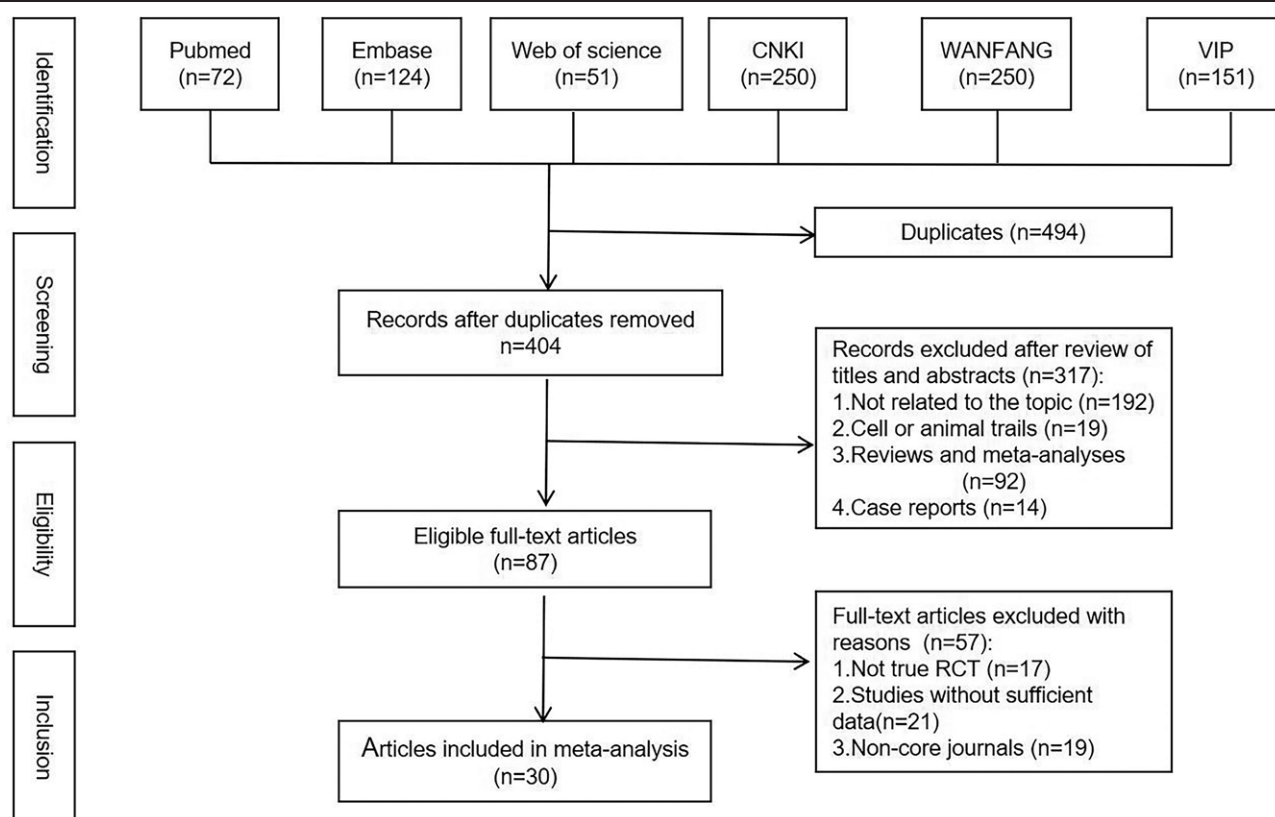 Identification
Pubmed
(n=72)
Embase
(n=124)
Web of science
(n=51)
CNKI
(n=250)
WANFANG
(n=250)
VIP
(n=151)
Duplicates (n=494)
Screening
Records after duplicates removed
n=404
Records excluded after review of
titles and abstracts (n=317):
1.Not related to the topic (n=192)
2.Cell or animal trails (n=19)
3.Reviews and meta-analyses
(n=92)
4.Case reports (n=14)
Eligibility
Eligible full-text articles
(n=87)
Full-text articles excluded with
reasons (n=57):
1.Not true RCT (n=17)
2.Studies without sufficient
data(n=21)
3.Non-core journals (n=19)
Inclusion
Articles included in meta-analysis
(n=30)